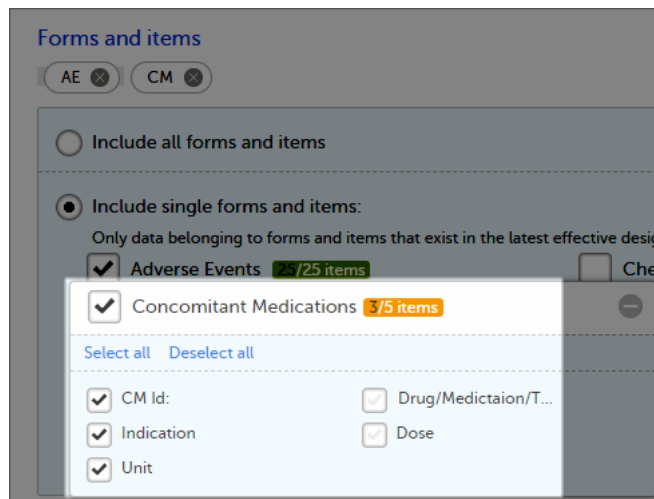 Forms and items
AE CM
Include all forms and items
Include single forms and items:
Only data belonging to forms and items that exist in the latest effective desi
Adverse Events 25/25 items Che
Concomitant Medications 3/5 items
Select all Deselect all
CM Id: Drug/Medictaion/T...
Indication Dose
Unit